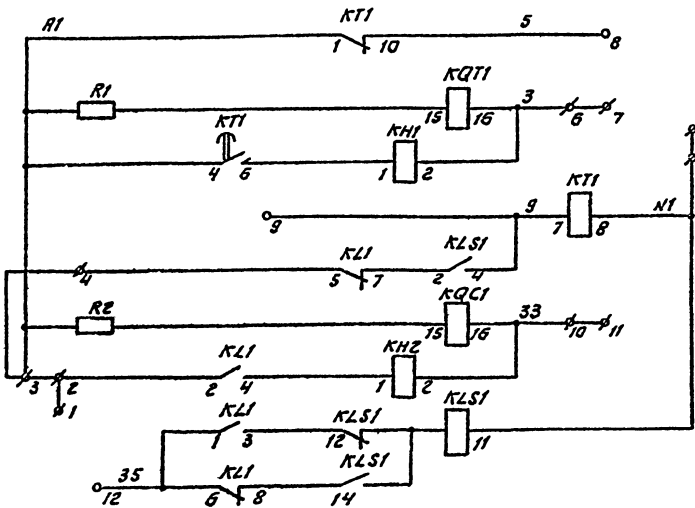 A1 KT1 5
1 10 8
R1 KQT1 3
15 16 6 7
KT1 KH1
4 6 1 2
KT1
9 N1
9 7 8
KL1 KLS1
4 5 7 2 4
R2 KQC1 33
15 16 10 11
KL1 KH2
3 2 2 4 1 2
1
KL1 KLS1 KLS1
1 3 12 11
KL1 KLS1
35
12 6 8 14